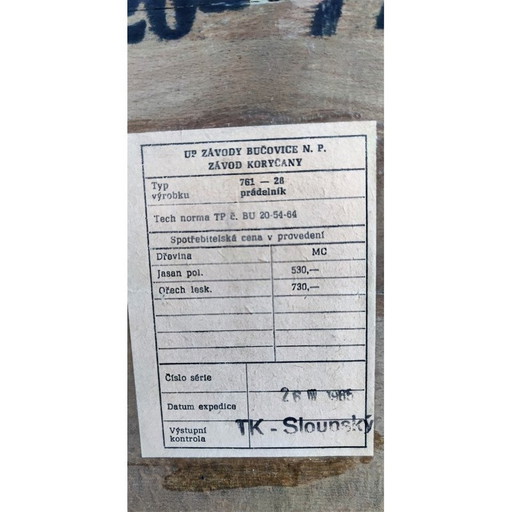 UP ZÁVODY BUČOVICE N. P.
ZÁVOD KORYČANY
Typ výrobku 761 — 28 prádelník
Tech norma TP č. BU 20-54-64
Spotřebitelská cena v provedení
Dřevina MC
Jasan pol. 530,—
Ořech lesk. 730,—
Číslo série
Datum expedice 26 III 1965
Výstupní kontrola TK - Slounský